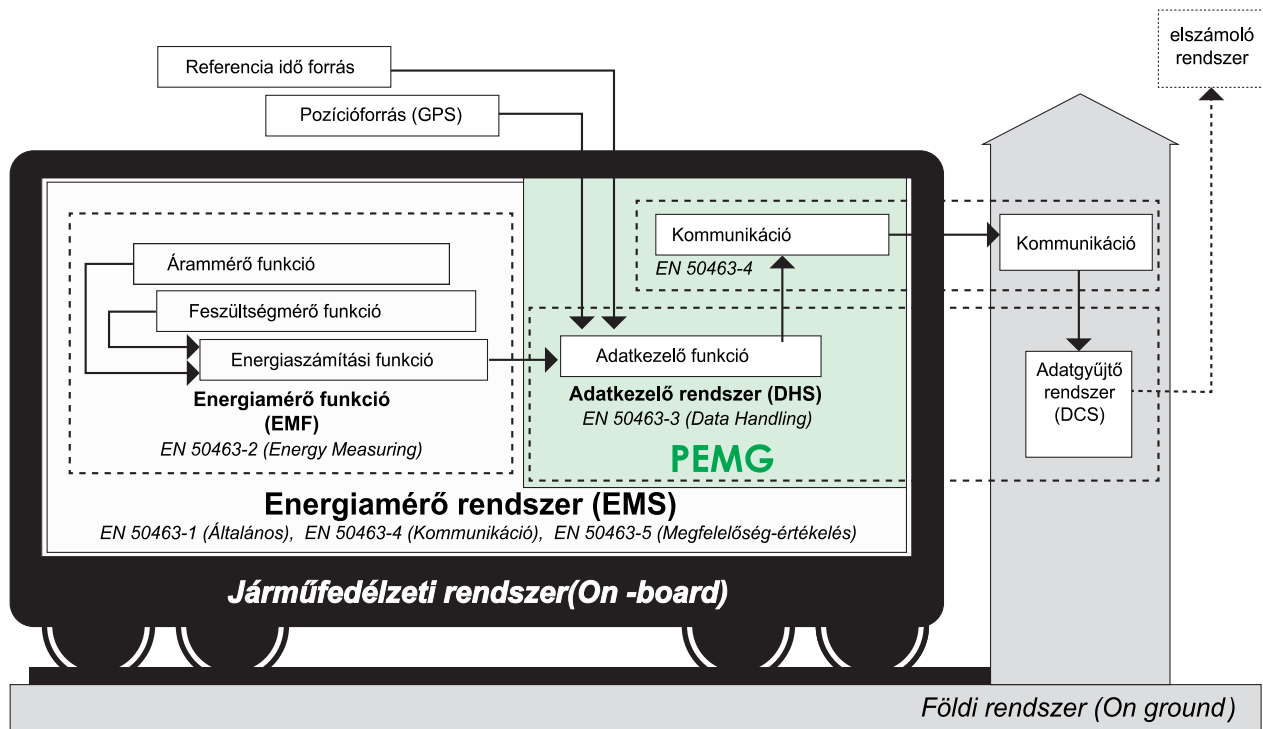 elszámoló
rendszer
Referencia idő forrás
Pozícióforrás (GPS)
Kommunikáció
EN 50463-4
Kommunikáció
Árammérő funkció
Feszültségmérő funkció
Energiaszámítási funkció
Energiamérő funkció
(EMF)
EN 50463-2 (Energy Measuring)
Adatkezelő funkció
Adatkezelő rendszer (DHS)
EN 50463-3 (Data Handling)
PEMG
Adatgyűjtő
rendszer
(DCS)
Energiamérő rendszer (EMS)
EN 50463-1 (Általános), EN 50463-4 (Kommunikáció), EN 50463-5 (Megfelelőség-értékelés)
Járműfedélzeti rendszer(On -board)
Földi rendszer (On ground)